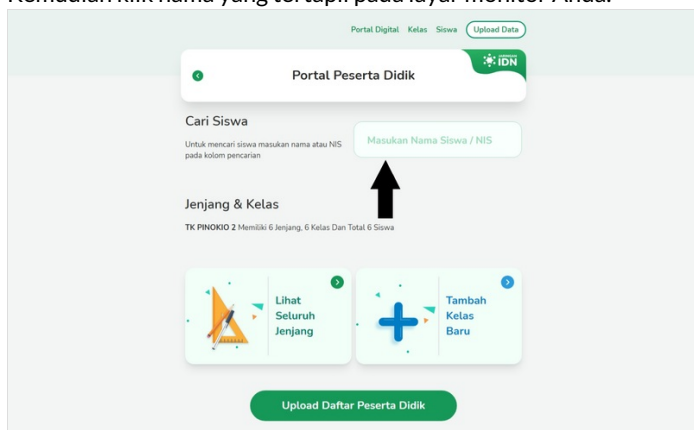 Kemudian klik nama yang tertapil pada layar monitor Anda.
Portal Digital Kelas Siswa Upload Data
Portal Peserta Didik
IDN
Cari Siswa
Untuk mencari siswa masukan nama atau NIS
pada kolom pencarian
Masukan Nama Siswa / NIS
Jenjang & Kelas
TK PINOKIO 2 Memiliki 6 Jenjang, 6 Kelas Dan Total 6 Siswa
Lihat
Seluruh
Jenjang
Tambah
Kelas
Baru
Upload Daftar Peserta Didik